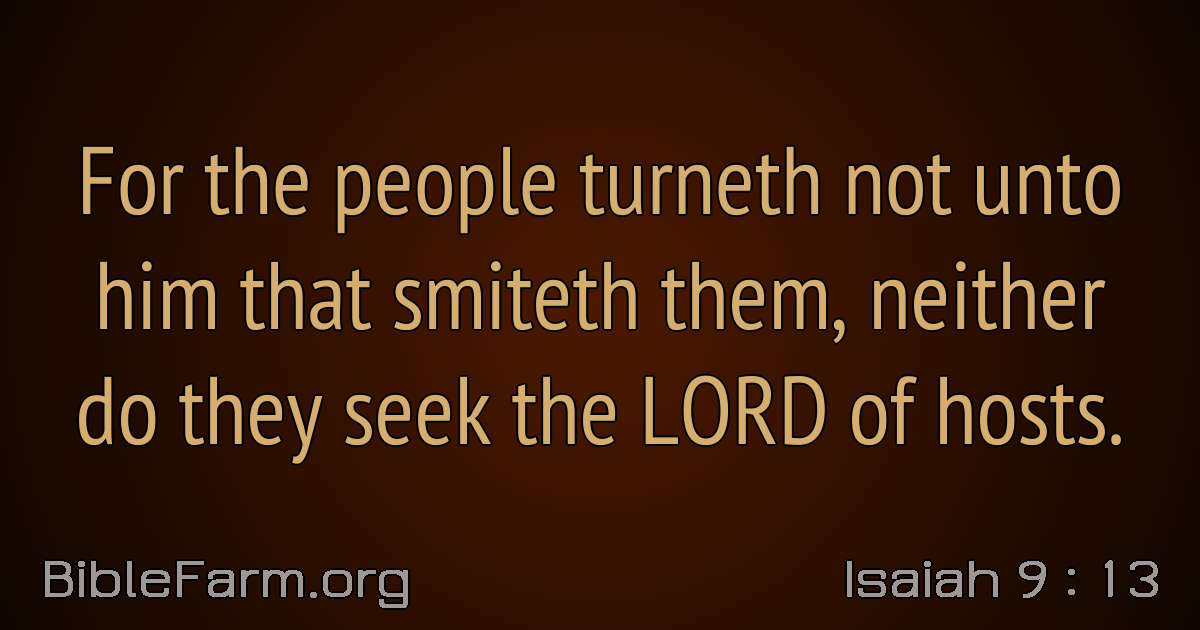 For the people turneth not unto
him that smiteth them, neither
do they seek the LORD of hosts.
BibleFarm.org
Isaiah 9 : 13